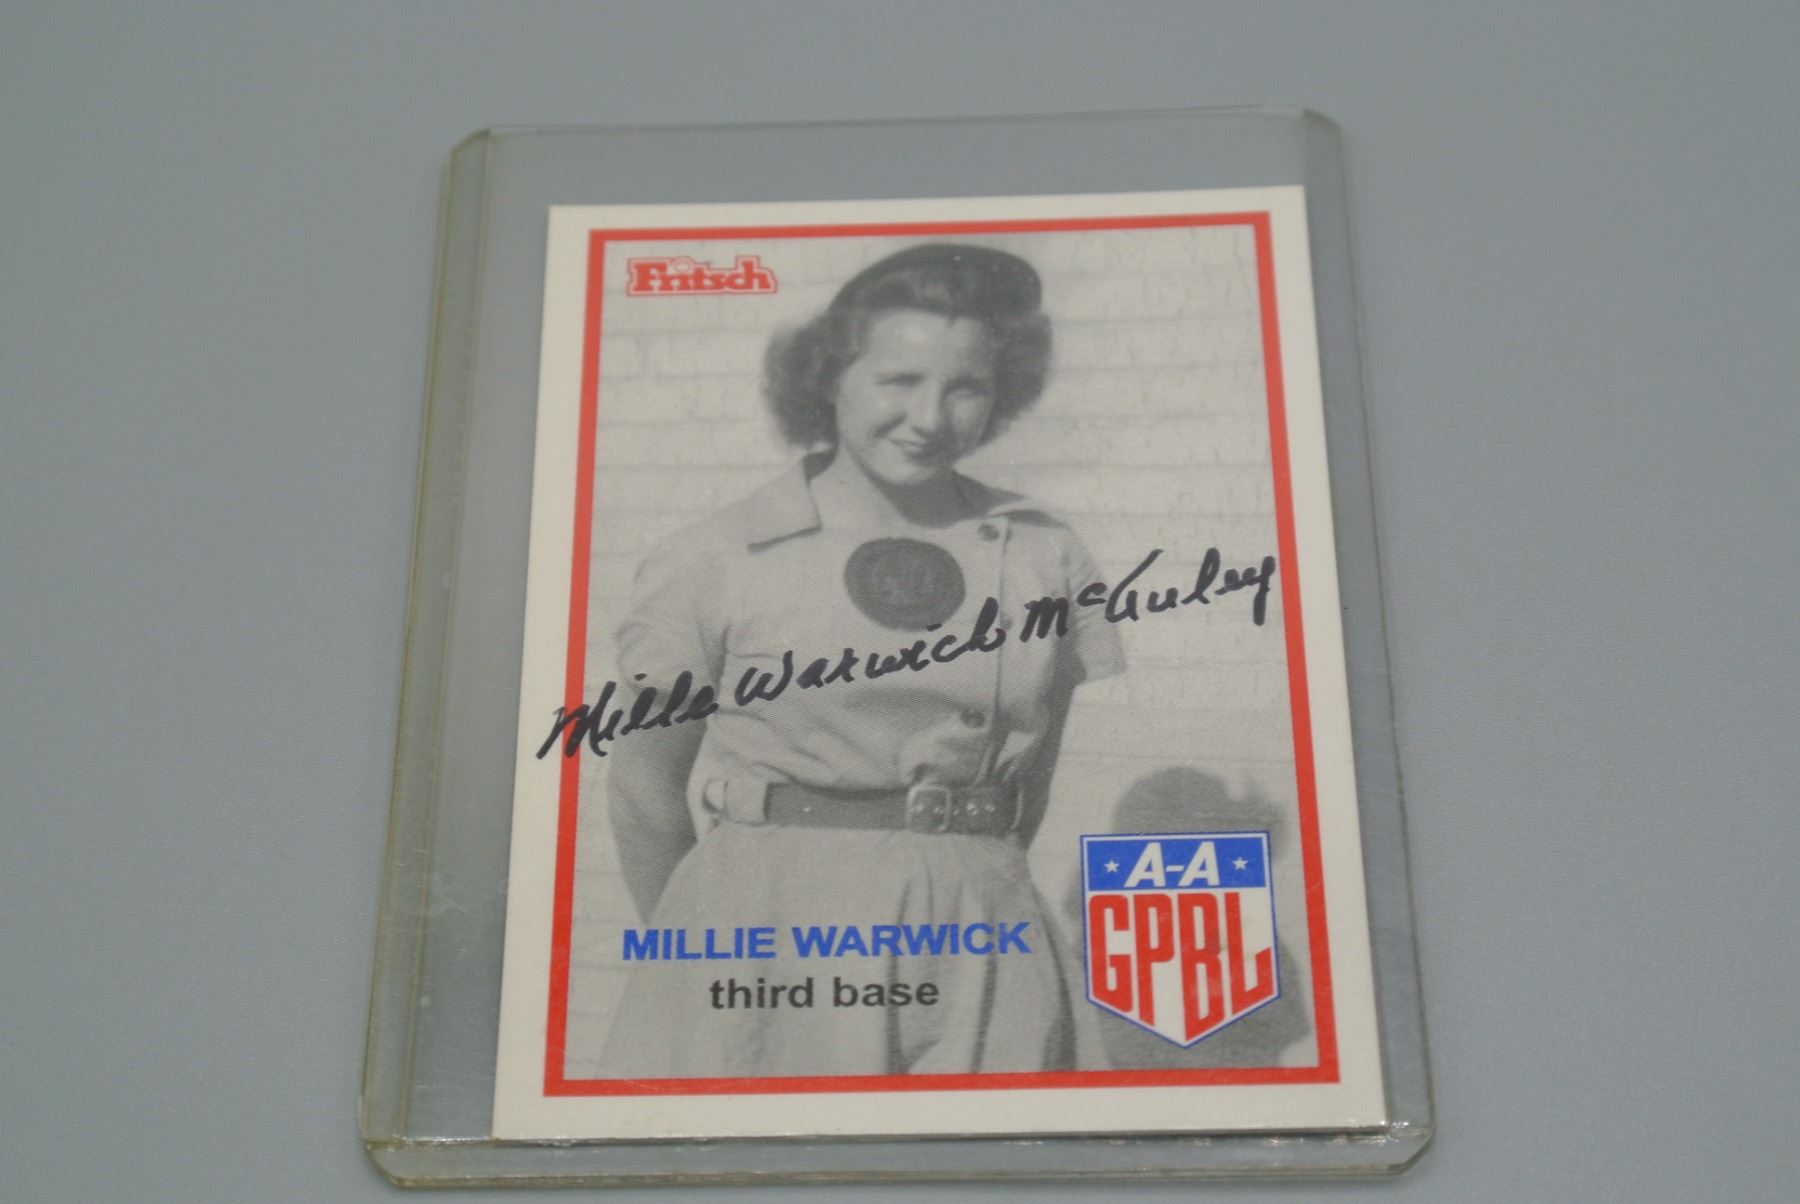 Fritsch
Millie Warwick McAuley
A-A
GPBL
MILLIE WARWICK
third base